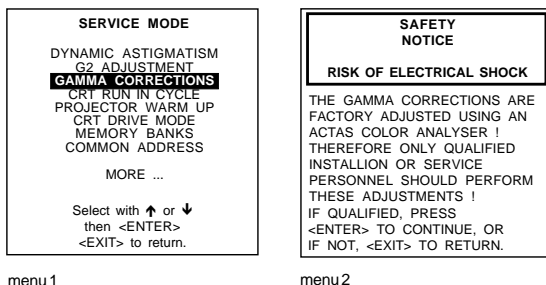 SERVICE MODE
DYNAMIC ASTIGMATISM
G2 ADJUSTMENT
GAMMA CORRECTIONS
CRT RUN IN CYCLE
PROJECTOR WARM UP
CRT DRIVE MODE
MEMORY BANKS
COMMON ADDRESS
MORE ...
Select with ↑ or ↓
then <ENTER>
<EXIT> to return.
menu 1
SAFETY
NOTICE
RISK OF ELECTRICAL SHOCK
THE GAMMA CORRECTIONS ARE
FACTORY ADJUSTED USING AN
ACTAS COLOR ANALYSER !
THEREFORE ONLY QUALIFIED
INSTALLION OR SERVICE
PERSONNEL SHOULD PERFORM
THESE ADJUSTMENTS !
IF QUALIFIED, PRESS
<ENTER> TO CONTINUE, OR
IF NOT, <EXIT> TO RETURN.
menu 2